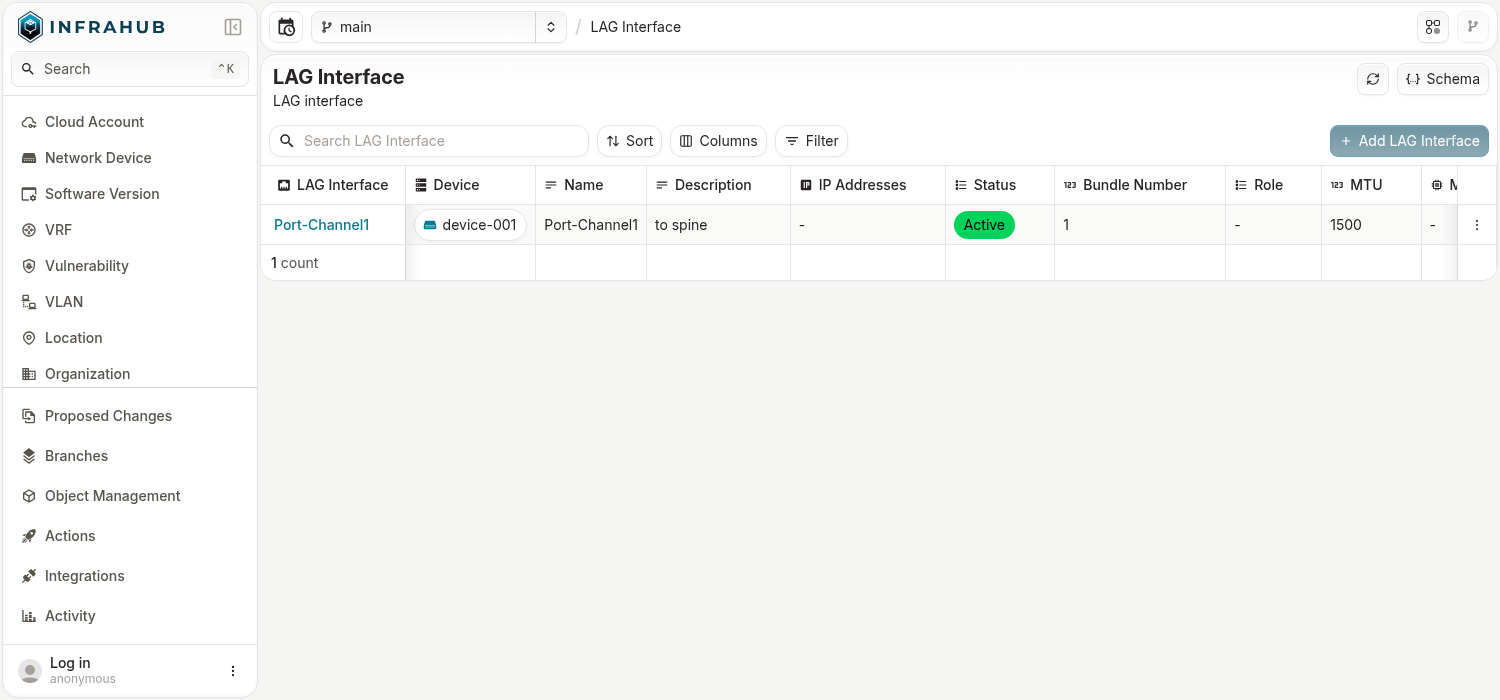 INFRAHUB
Search
⌃K
Cloud Account
Network Device
Software Version
VRF
Vulnerability
VLAN
Location
Organization
Proposed Changes
Branches
Object Management
Actions
Integrations
Activity
Log in
anonymous
main / LAG Interface
LAG Interface
LAG interface
Schema
Search LAG Interface
Sort
Columns
Filter
+ Add LAG Interface
LAG Interface Device Name Description IP Addresses Status 123 Bundle Number Role 123 MTU
Port-Channel1 device-001 Port-Channel1 to spine - Active 1 - 1500 -
1 count